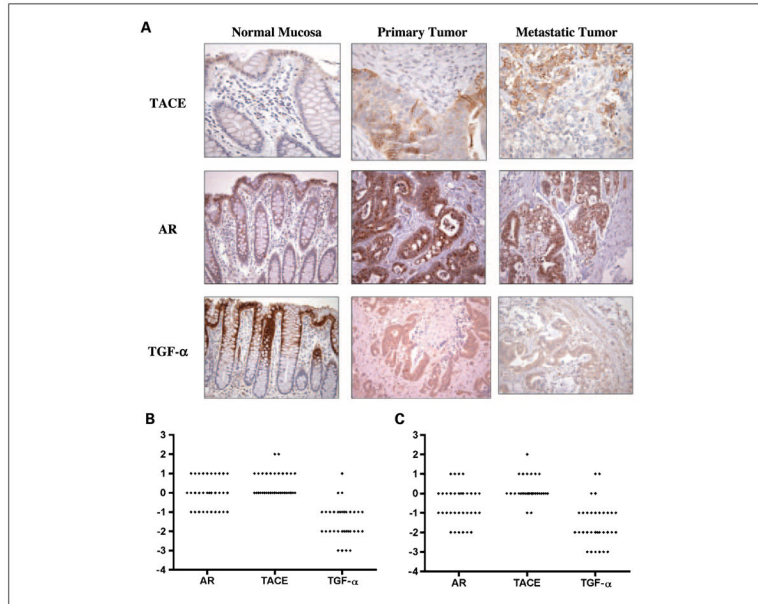 A
Normal Mucosa Primary Tumor Metastatic Tumor
TACE
AR
TGF-α
B
3
2
1
0
-1
-2
-3
-4
AR TACE TGF-α
C
3
2
1
0
-1
-2
-3
-4
AR TACE TGF-α